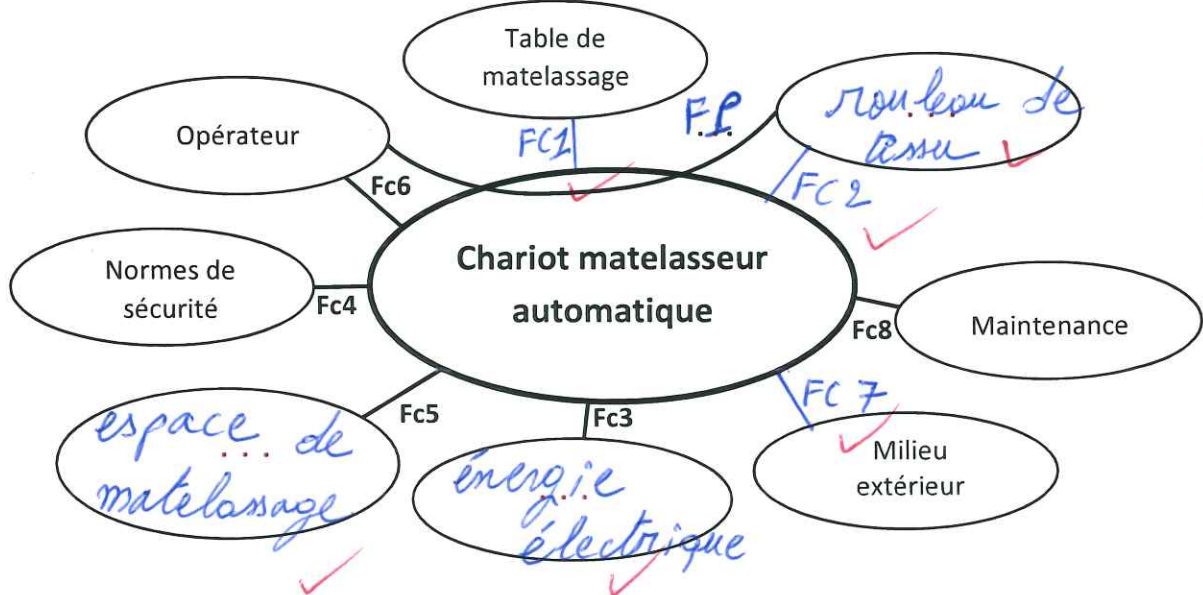 Table de
matelassage
Opérateur
FC1
F.P.
rouleau de
tissu
Fc6
FC2
Chariot matelasseur
automatique
Normes de
sécurité
Fc4
Fc8
Maintenance
Fc5
Fc3
FC7
espace de
matelassage
énergie
électrique
Milieu
extérieur